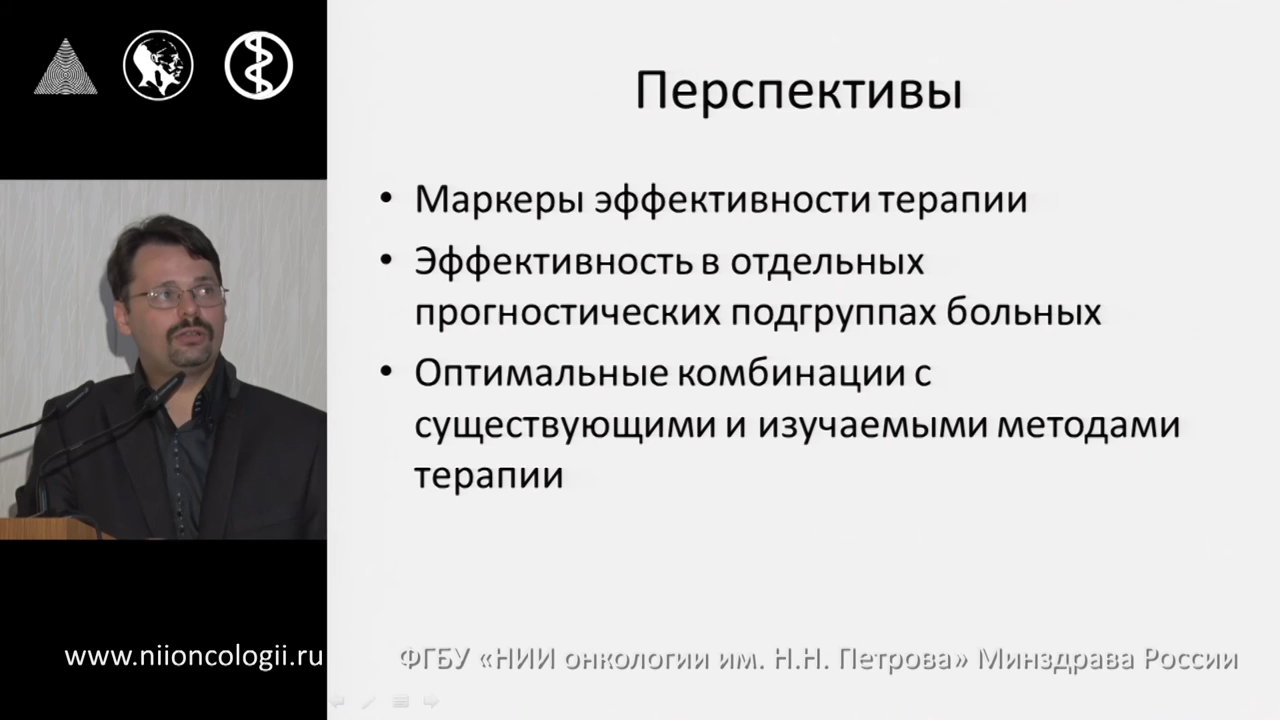 Перспективы
• Маркеры эффективности терапии
• Эффективность в отдельных
прогностических подгруппах больных
• Оптимальные комбинации с
существующими и изучаемыми методами
терапии
www.niioncologii.ru
ФГБУ «НИИ онкологии им. Н.Н. Петрова» Минздрава России